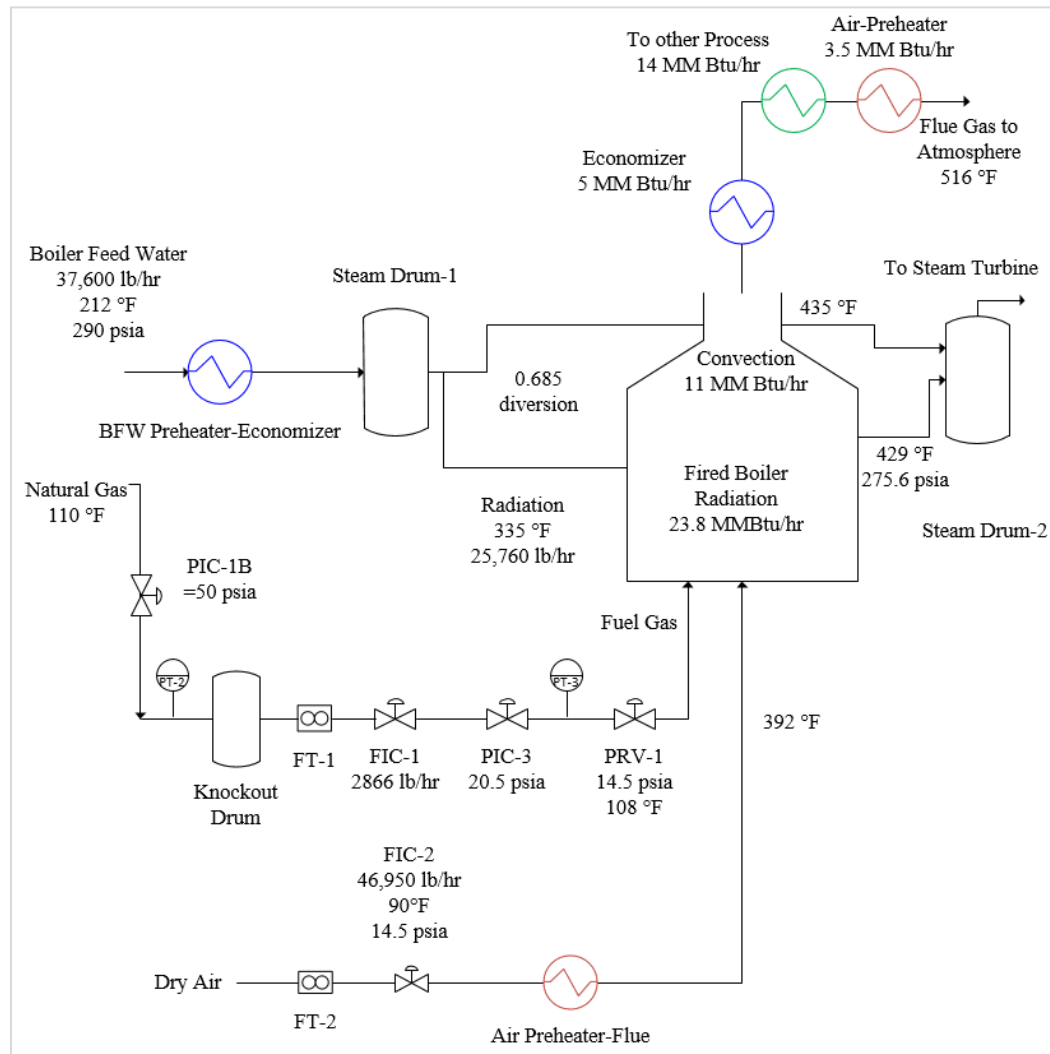 To other Process
14 MM Btu/hr
Air-Preheater
3.5 MM Btu/hr
Flue Gas to
Atmosphere
516 °F
Economizer
5 MM Btu/hr
Boiler Feed Water
37,600 lb/hr
212 °F
290 psia
Steam Drum-1
To Steam Turbine
435 °F
Convection
11 MM Btu/hr
0.685
diversion
BFW Preheater-Economizer
429 °F
275.6 psia
Steam Drum-2
Fired Boiler
Radiation
23.8 MMBtu/hr
Natural Gas
110 °F
Radiation
335 °F
25,760 lb/hr
PIC-1B
=50 psia
Fuel Gas
PT-2
PT-3
392 °F
Knockout
Drum
FT-1
FIC-1
2866 lb/hr
PIC-3
20.5 psia
PRV-1
14.5 psia
108 °F
FIC-2
46,950 lb/hr
90°F
14.5 psia
Dry Air
FT-2
Air Preheater-Flue